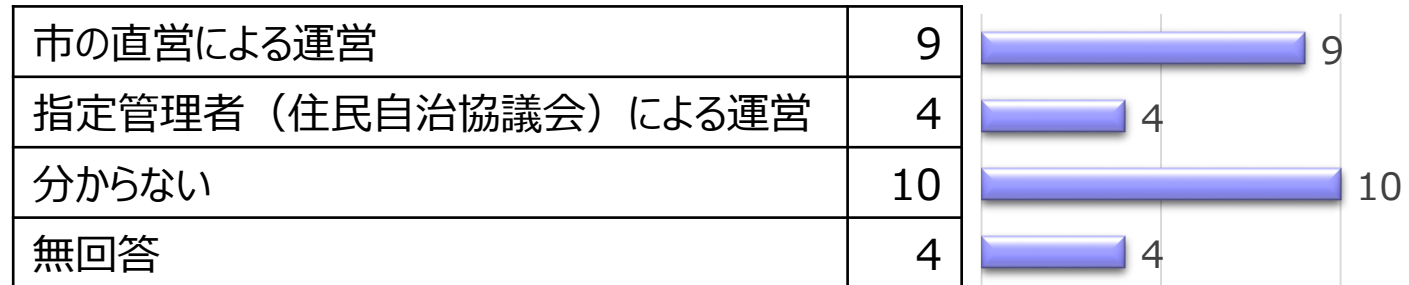 市の直営による運営 9 9
指定管理者（住民自治協議会）による運営 4 4
分からない 10 10
無回答 4 4